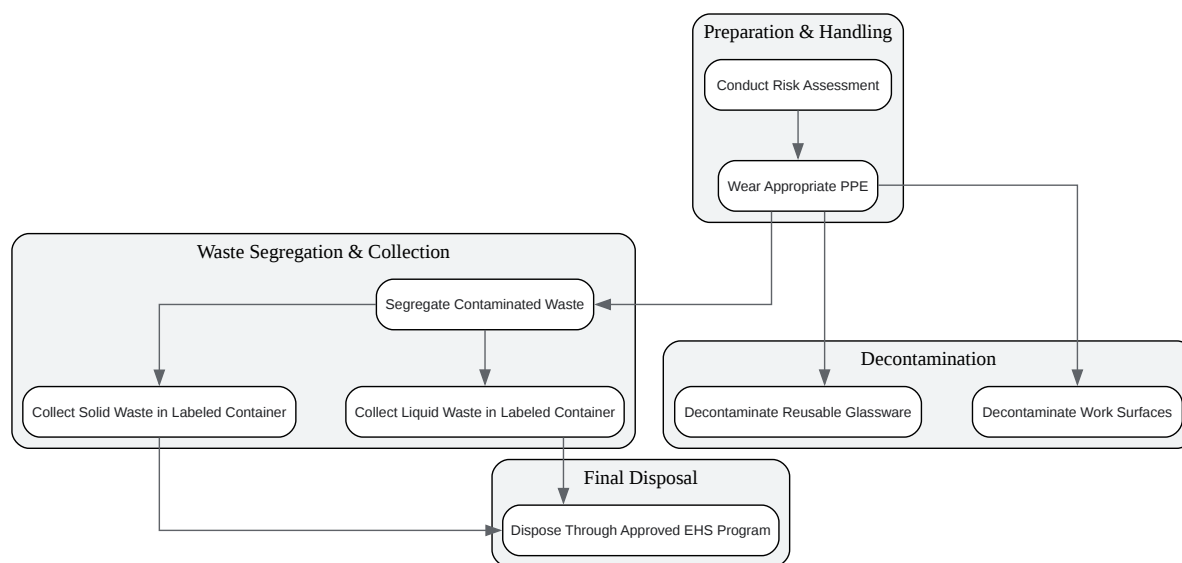 Preparation & Handling
Conduct Risk Assessment
Wear Appropriate PPE
Waste Segregation & Collection
Segregate Contaminated Waste
Collect Solid Waste in Labeled Container
Collect Liquid Waste in Labeled Container
Decontamination
Decontaminate Reusable Glassware
Decontaminate Work Surfaces
Final Disposal
Dispose Through Approved EHS Program